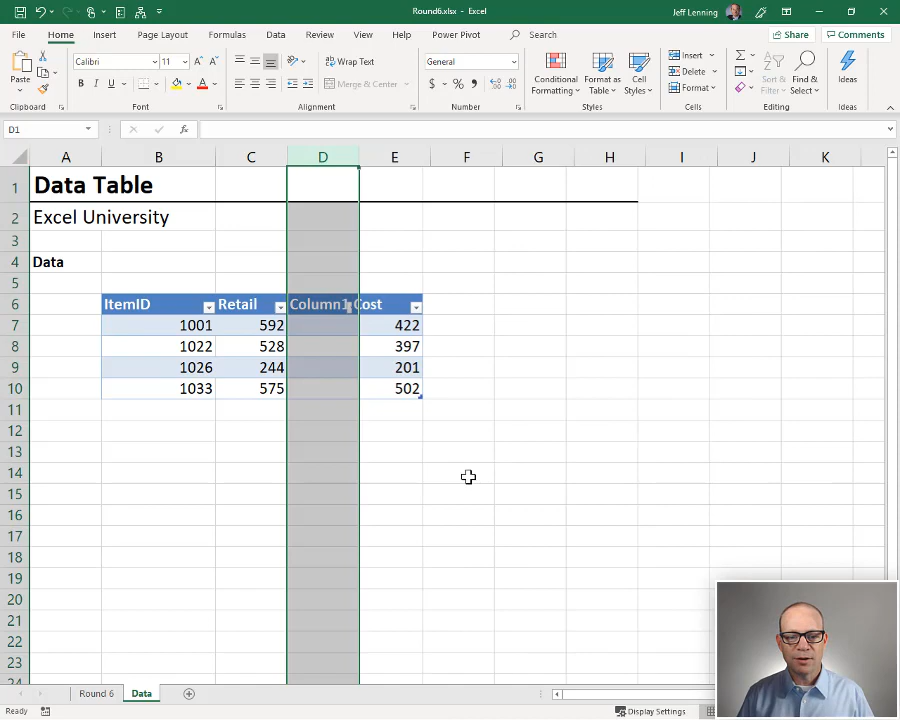 Round6.xlsx - Excel
Jeff Lenning
File Home Insert Page Layout Formulas Data Review View Help Power Pivot Search Share Comments
Paste
Clipboard
Calibri 11
B I U A
Font
Wrap Text
Merge & Center
Alignment
General
$ % ,
Number
Conditional Formatting
Format as Table
Cell Styles
Styles
Insert
Delete
Format
Cells
Sort & Filter
Find & Select
Editing
Ideas
Ideas
D1 fx
A B C D E F G H I J K
1 Data Table
2 Excel University
3
4 Data
5
6 ItemID Retail Column1 Cost
7 1001 592 422
8 1022 528 397
9 1026 244 201
10 1033 575 502
11
12
13
14
15
16
17
18
19
20
21
22
23
Round 6 Data
Ready Display Settings